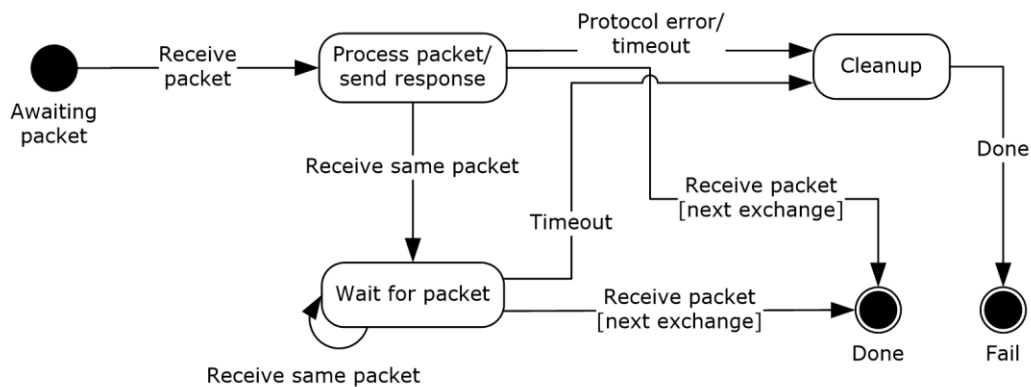 Protocol error/
timeout
Receive
packet
Process packet/
send response
Cleanup
Awaiting
packet
Done
Receive same packet
Receive packet
[next exchange]
Timeout
Wait for packet
Receive packet
[next exchange]
Done
Fail
Receive same packet